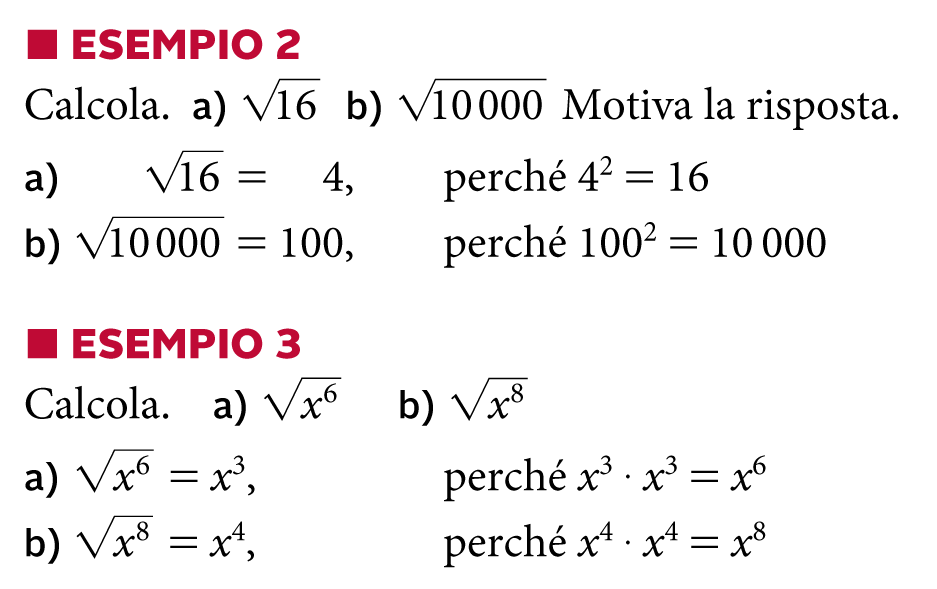 ■ ESEMPIO 2
Calcola. a) √16 b) √10 000 Motiva la risposta.
a) √16 = 4, perché 4² = 16
b) √10 000 = 100, perché 100² = 10 000
■ ESEMPIO 3
Calcola. a) √x⁶ b) √x⁸
a) √x⁶ = x³, perché x³ · x³ = x⁶
b) √x⁸ = x⁴, perché x⁴ · x⁴ = x⁸